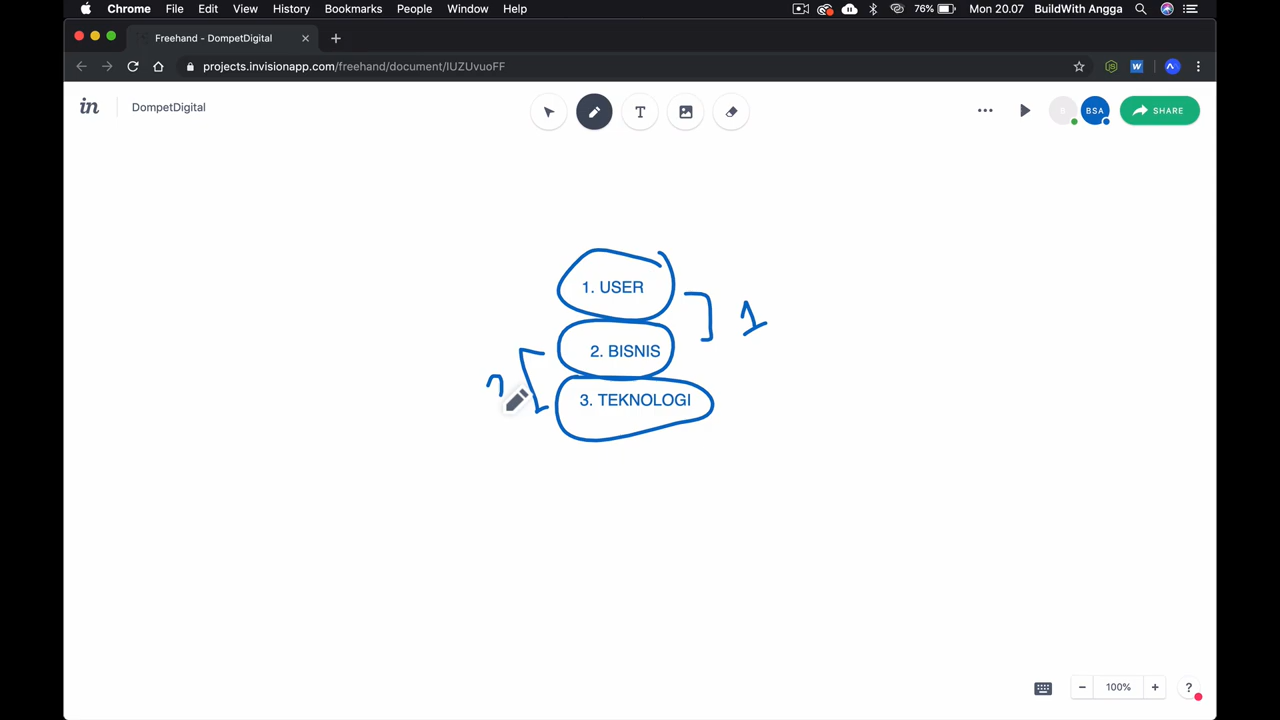 Chrome File Edit View History Bookmarks People Window Help 76% Mon 20.07 BuildWith Angga
Freehand - DompetDigital
projects.invisionapp.com/freehand/document/IUZUvuoFF
in DompetDigital T BSA SHARE
1. USER
1
2. BISNIS
3. TEKNOLOGI
100% ?